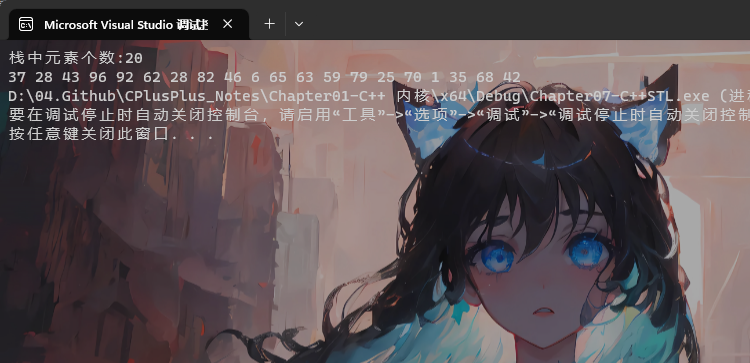 Microsoft Visual Studio 调试
栈中元素个数:20
37 28 43 96 92 62 28 82 46 6 65 63 59 79 25 70 1 35 68 42
D:\04.Github\CPlusPlus_Notes\Chapter01-C++ 内核\x64\Debug\Chapter07-C++STL.exe (进
要在调试停止时自动关闭控制台, 请启用“工具”->“选项”->“调试”->“调试停止时自动关闭控制
按任意键关闭此窗口. . .